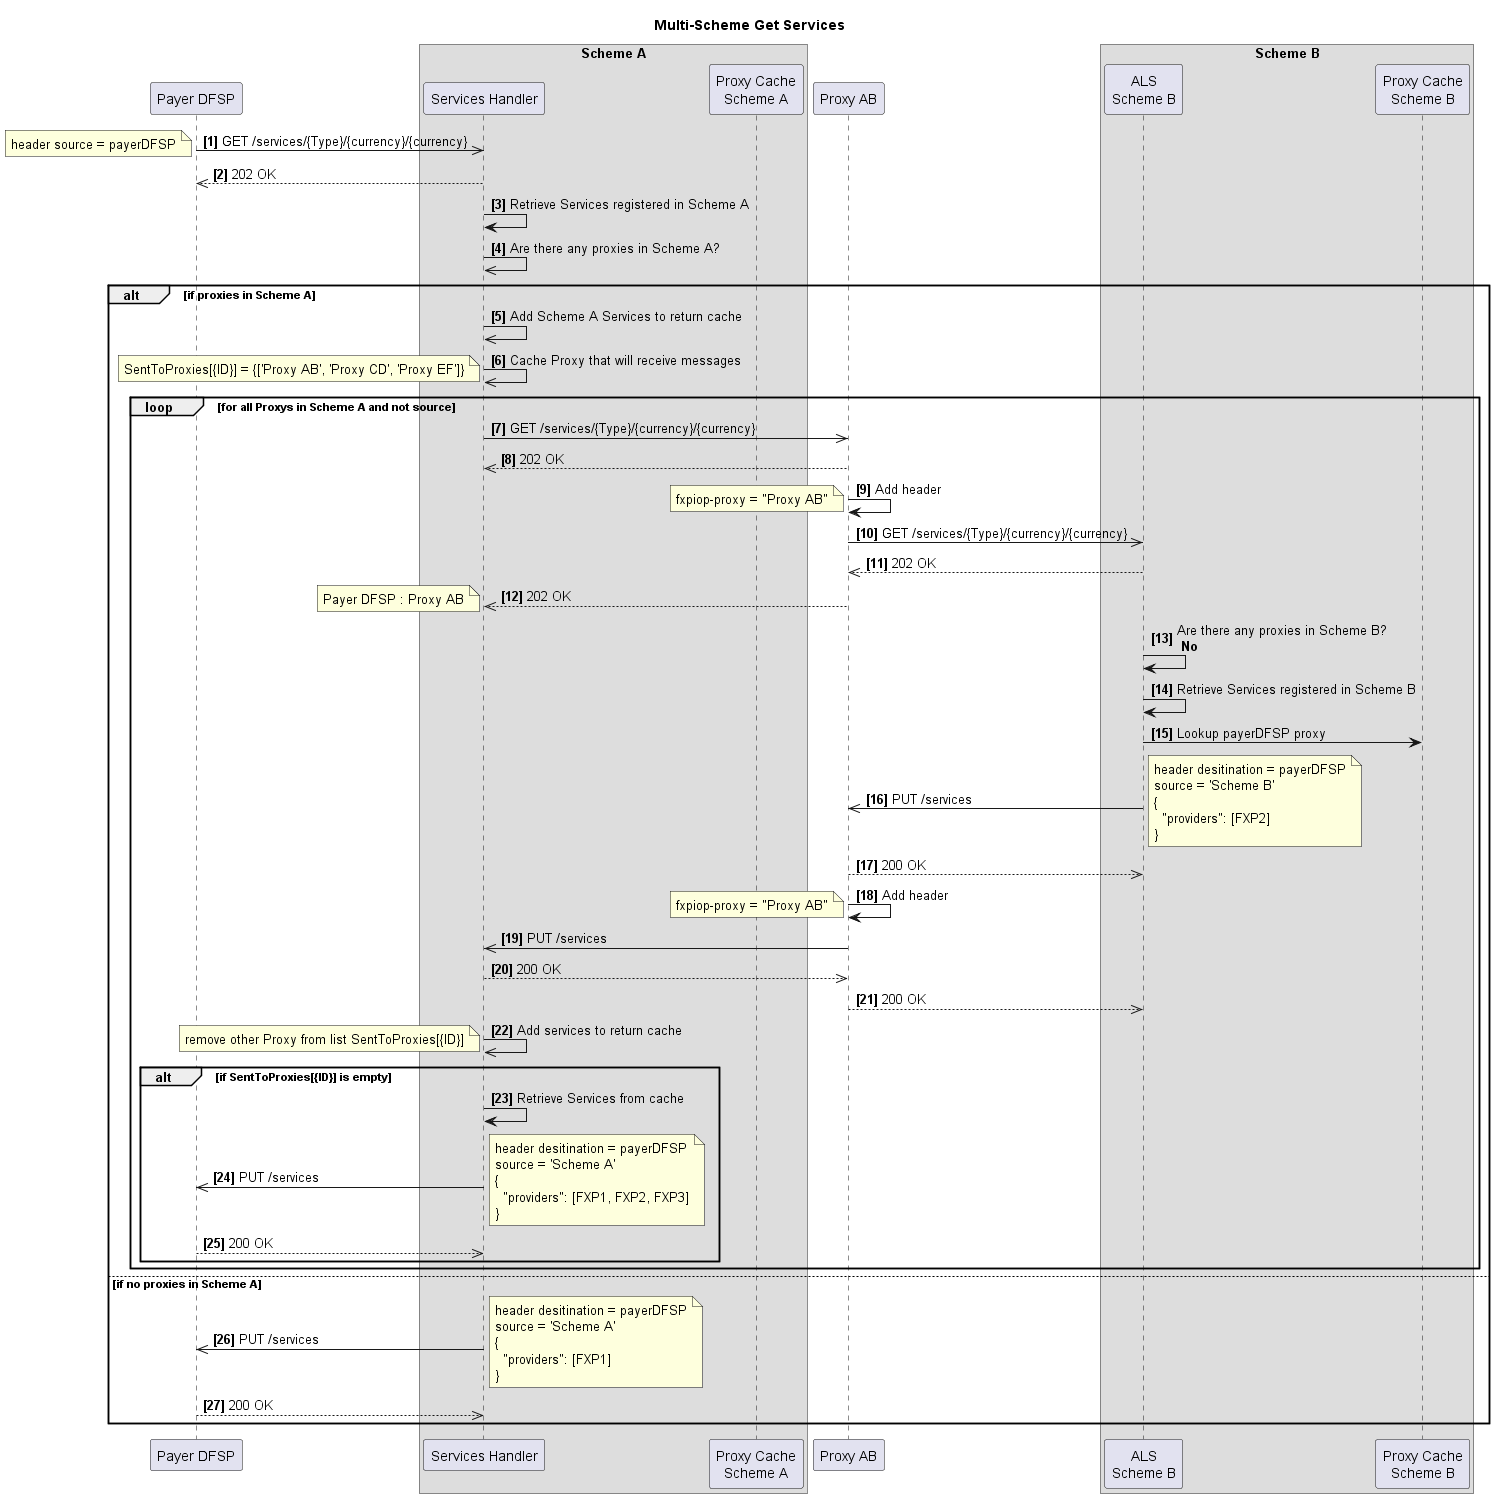 Multi-Scheme Get Services
Scheme A
Scheme B
Payer DFSP
Services Handler
Proxy Cache
Scheme A
Proxy AB
ALS
Scheme B
Proxy Cache
Scheme B
header source = payerDFSP
[1] GET /services/{Type}/{currency}/{currency}
[2] 202 OK
[3] Retrieve Services registered in Scheme A
[4] Are there any proxies in Scheme A?
alt [if proxies in Scheme A]
[5] Add Scheme A Services to return cache
SentToProxies[{ID}] = {['Proxy AB', 'Proxy CD', 'Proxy EF']}
[6] Cache Proxy that will receive messages
loop [for all Proxys in Scheme A and not source]
[7] GET /services/{Type}/{currency}/{currency}
[8] 202 OK
fxpiop-proxy = "Proxy AB"
[9] Add header
[10] GET /services/{Type}/{currency}/{currency}
[11] 202 OK
Payer DFSP : Proxy AB
[12] 202 OK
[13] Are there any proxies in Scheme B?
No
[14] Retrieve Services registered in Scheme B
[15] Lookup payerDFSP proxy
[16] PUT /services
header desitination = payerDFSP
source = 'Scheme B'
{
"providers": [FXP2]
}
[17] 200 OK
fxpiop-proxy = "Proxy AB"
[18] Add header
[19] PUT /services
[20] 200 OK
[21] 200 OK
remove other Proxy from list SentToProxies[{ID}]
[22] Add services to return cache
alt [if SentToProxies[{ID}] is empty]
[23] Retrieve Services from cache
[24] PUT /services
header desitination = payerDFSP
source = 'Scheme A'
{
"providers": [FXP1, FXP2, FXP3]
}
[25] 200 OK
[if no proxies in Scheme A]
[26] PUT /services
header desitination = payerDFSP
source = 'Scheme A'
{
"providers": [FXP1]
}
[27] 200 OK
Payer DFSP
Services Handler
Proxy Cache
Scheme A
Proxy AB
ALS
Scheme B
Proxy Cache
Scheme B